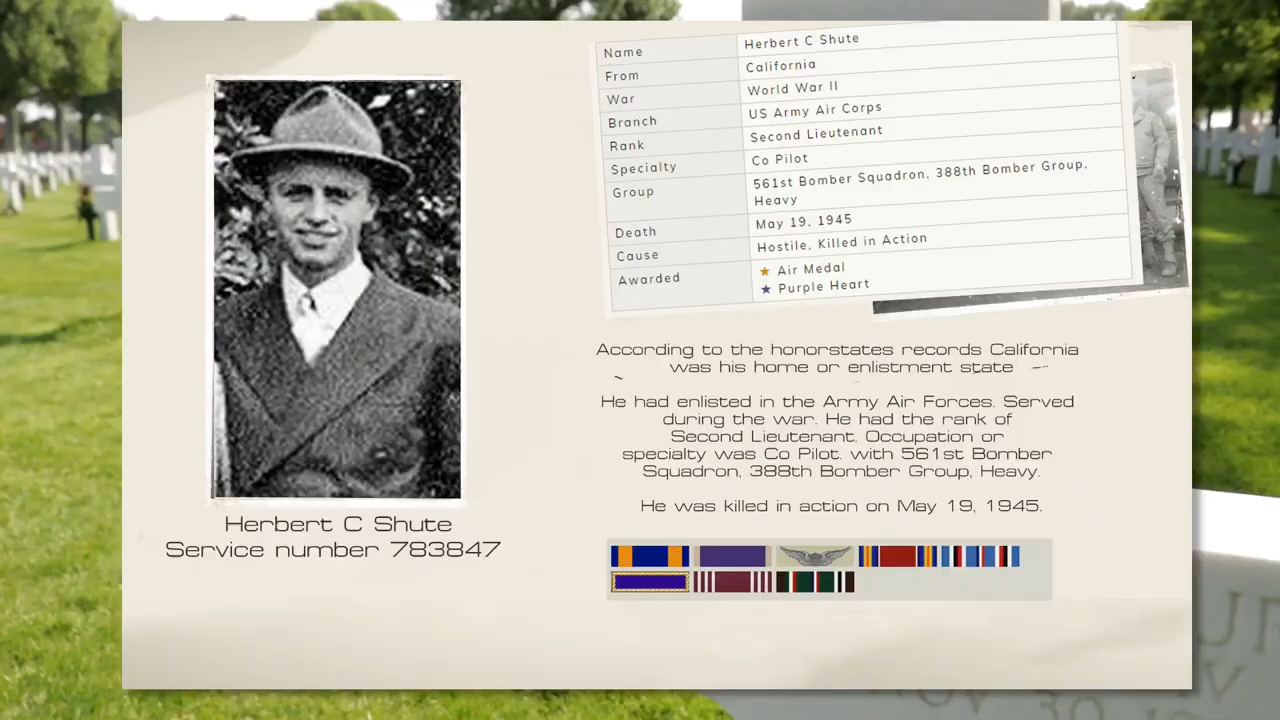 Name Herbert C Shute
From California
War World War II
Branch US Army Air Corps
Rank Second Lieutenant
Specialty Co Pilot
Group 561st Bomber Squadron, 388th Bomber Group,
Heavy
Death May 19, 1945
Cause Hostile, Killed in Action
Awarded Air Medal
Purple Heart
According to the honorstates records California
was his home or enlistment state
He had enlisted in the Army Air Forces. Served
during the war. He had the rank of
Second Lieutenant. Occupation or
specialty was Co Pilot. with 561st Bomber
Squadron, 388th Bomber Group, Heavy.
He was killed in action on May 19, 1945.
Herbert C Shute
Service number 783847
NOV 30